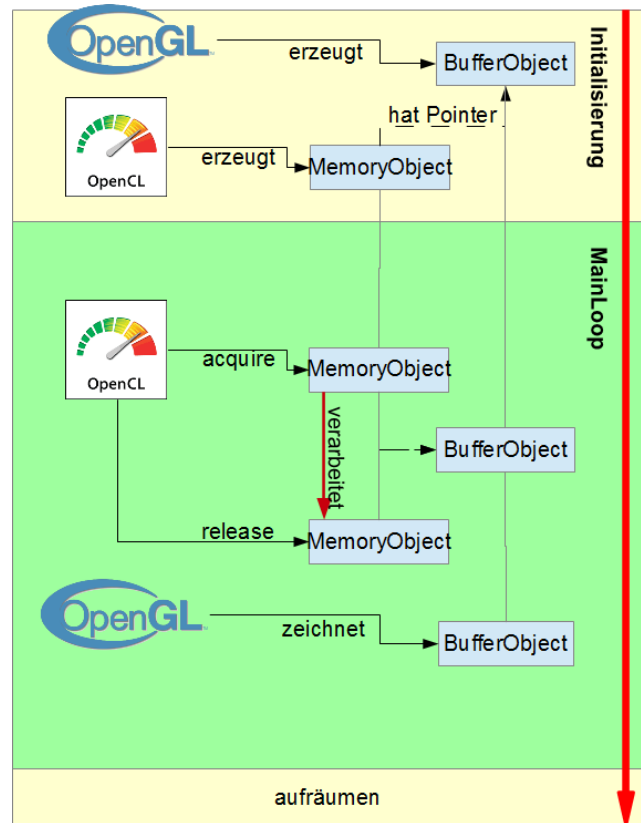 OpenGL
erzeugt
BufferObject
hat Pointer
OpenCL
erzeugt
MemoryObject
Initialisierung
MainLoop
OpenCL
acquire
MemoryObject
verarbeitet
BufferObject
release
MemoryObject
OpenGL
zeichnet
BufferObject
aufräumen